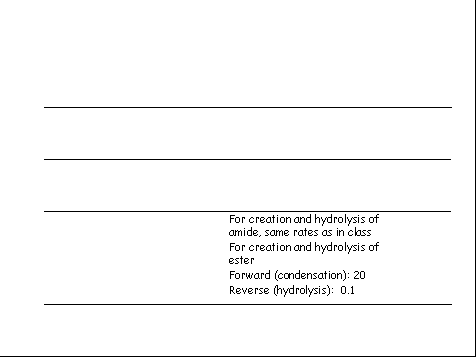 For creation and hydrolysis of
amide, same rates as in class
For creation and hydrolysis of
ester
Forward (condensation): 20
Reverse (hydrolysis): 0.1